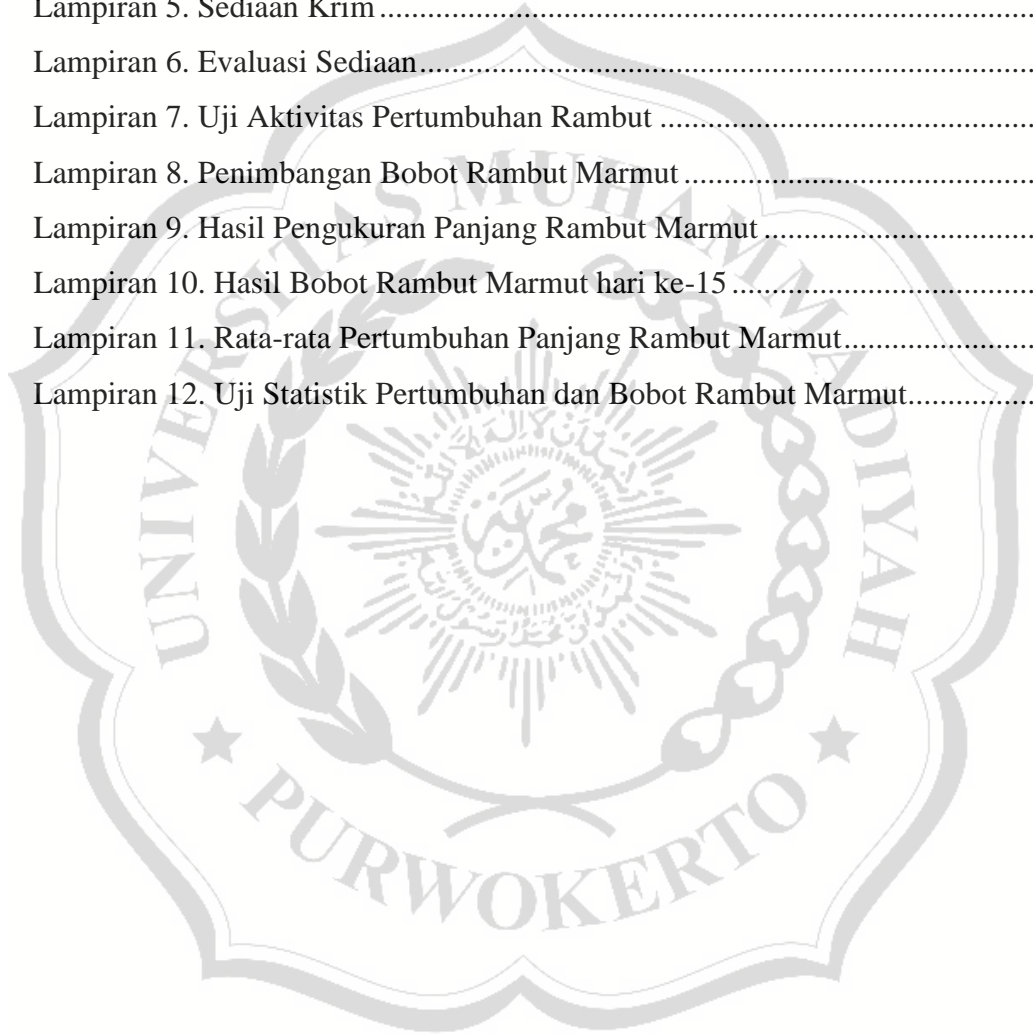 Lampiran 5. Sediaan Krim........................................................................
Lampiran 6. Evaluasi Sediaan..................................................................
Lampiran 7. Uji Aktivitas Pertumbuhan Rambut ........................................
Lampiran 8. Penimbangan Bobot Rambut Marmut......................................
Lampiran 9. Hasil Pengukuran Panjang Rambut Marmut ............................
Lampiran 10. Hasil Bobot Rambut Marmut hari ke-15.................................
Lampiran 11. Rata-rata Pertumbuhan Panjang Rambut Marmut...................
Lampiran 12. Uji Statistik Pertumbuhan dan Bobot Rambut Marmut...............
UNIVERSITAS MUHAMMADIYAH
PURWOKERTO